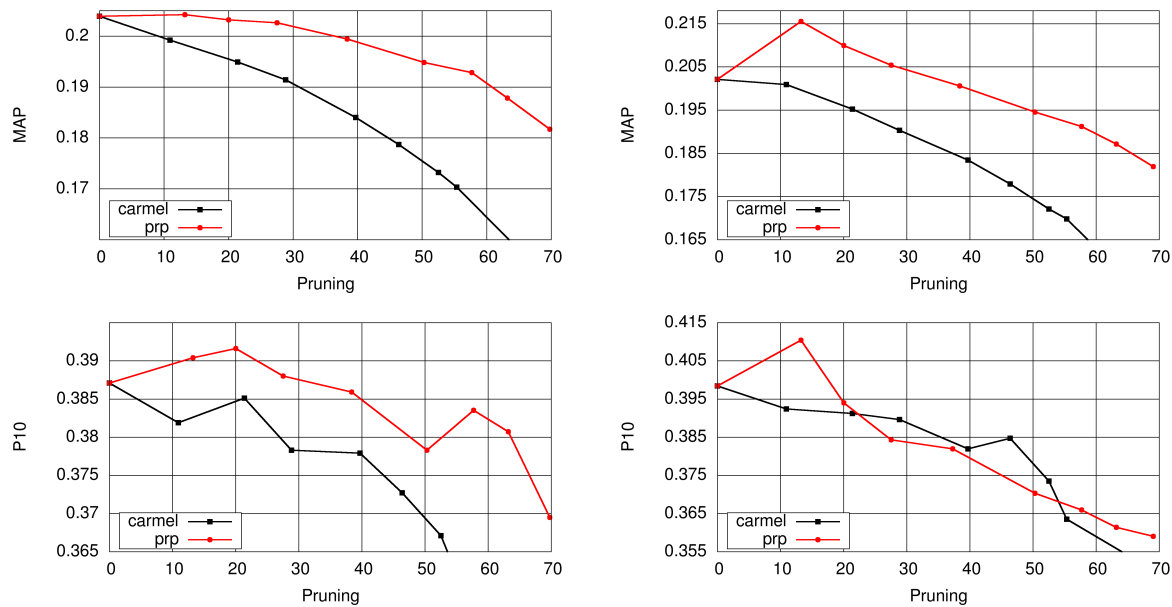 0.2
0.19
0.18
0.17
MAP
carmel
prp
0 10 20 30 40 50 60 70
Pruning
0.215
0.205
0.195
0.185
0.175
0.165
MAP
carmel
prp
0 10 20 30 40 50 60 70
Pruning
0.39
0.385
0.38
0.375
0.37
0.365
P10
carmel
prp
0 10 20 30 40 50 60 70
Pruning
0.415
0.405
0.395
0.385
0.375
0.365
0.355
P10
carmel
prp
0 10 20 30 40 50 60 70
Pruning